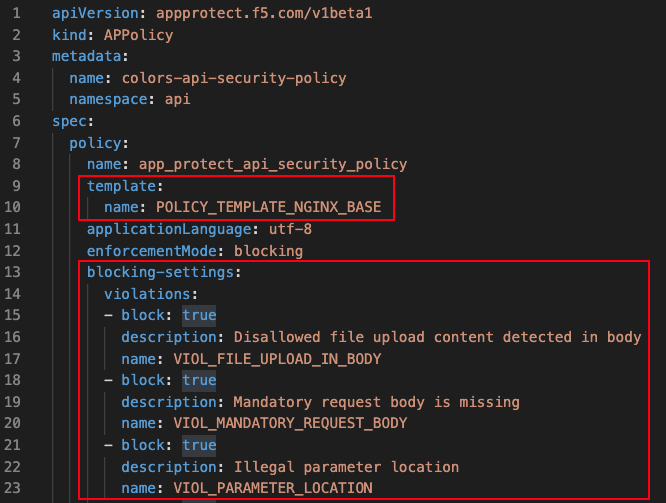 1 apiVersion: appprotect.f5.com/v1beta1
2 kind: APPolicy
3 metadata:
4 name: colors-api-security-policy
5 namespace: api
6 spec:
7 policy:
8 name: app_protect_api_security_policy
9 template:
10 name: POLICY_TEMPLATE_NGINX_BASE
11 applicationLanguage: utf-8
12 enforcementMode: blocking
13 blocking-settings:
14 violations:
15 - block: true
16 description: Disallowed file upload content detected in body
17 name: VIOL_FILE_UPLOAD_IN_BODY
18 - block: true
19 description: Mandatory request body is missing
20 name: VIOL_MANDATORY_REQUEST_BODY
21 - block: true
22 description: Illegal parameter location
23 name: VIOL_PARAMETER_LOCATION